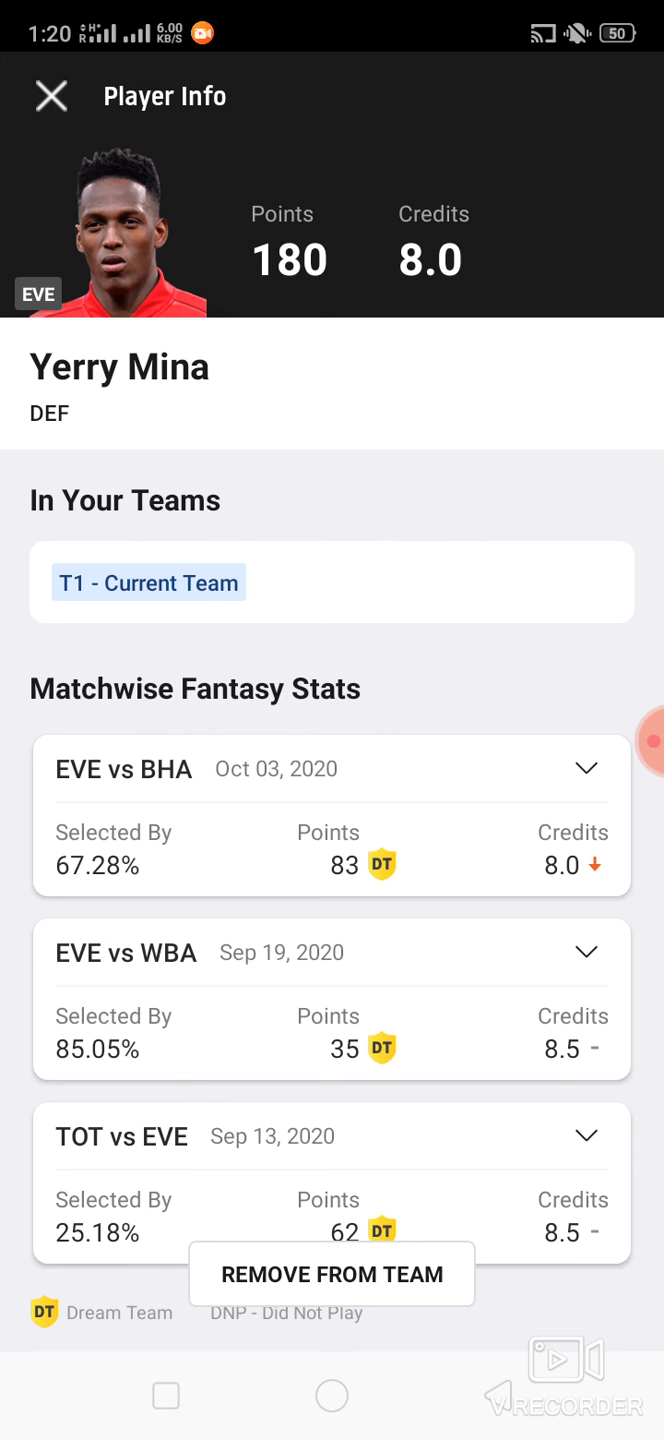 1:20 R H+ 6.00 KB/S 50
Player Info
Points Credits
180 8.0
EVE
Yerry Mina
DEF
In Your Teams
T1 - Current Team
Matchwise Fantasy Stats
EVE vs BHA Oct 03, 2020
Selected By Points Credits
67.28% 83 DT 8.0
EVE vs WBA Sep 19, 2020
Selected By Points Credits
85.05% 35 DT 8.5 -
TOT vs EVE Sep 13, 2020
Selected By Points Credits
25.18% 62 DT 8.5 -
REMOVE FROM TEAM
DT Dream Team DNP - Did Not Play
VRECORDER